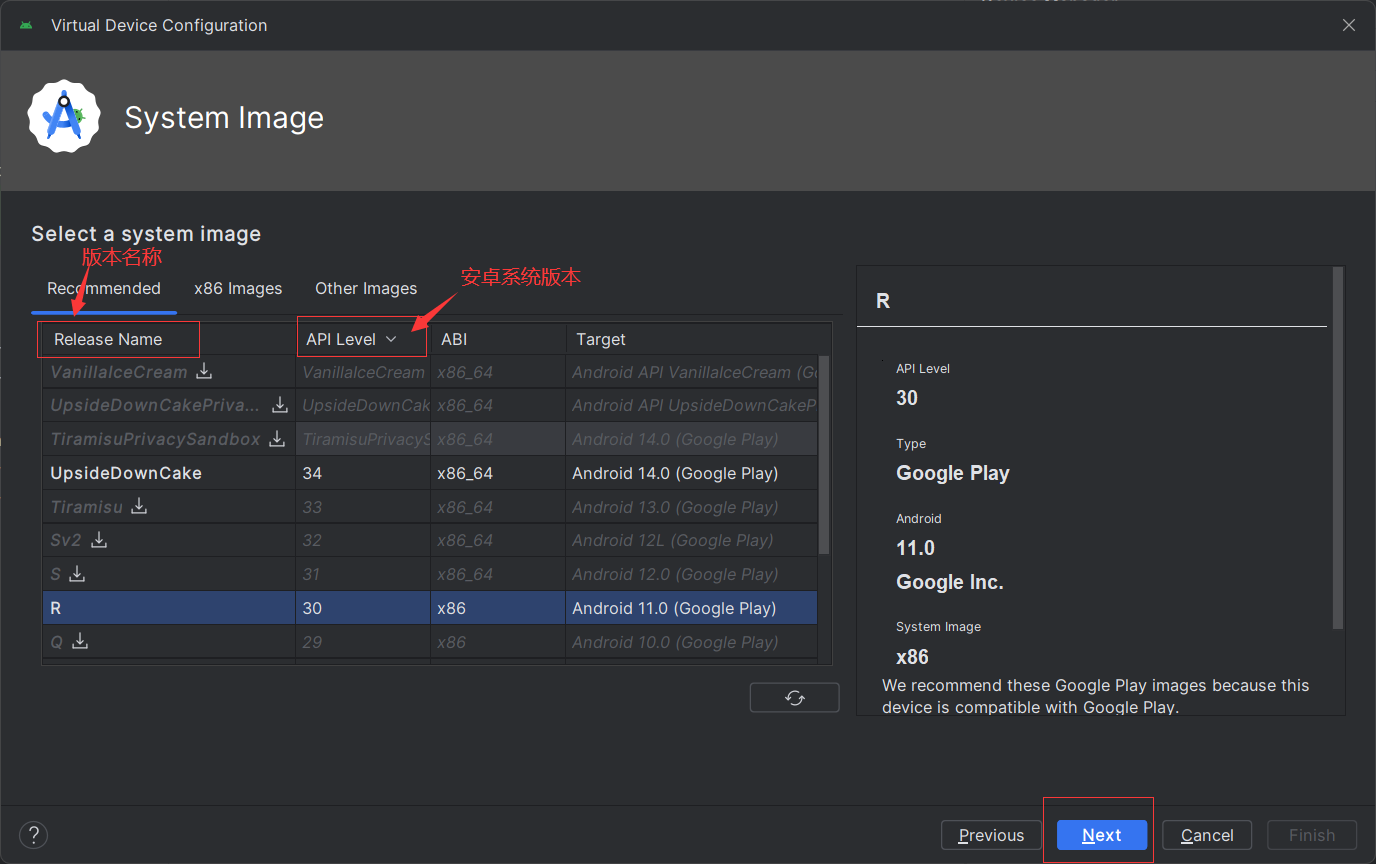 Virtual Device Configuration
System Image
Select a system image
版本名称
安卓系统版本
Recommended x86 Images Other Images
Release Name API Level ABI Target
VanillaIceCream VanillaIceCream x86_64 Android API VanillaIceCream (Go
UpsideDownCakePriva... UpsideDownCak x86_64 Android API UpsideDownCakeP
TiramisuPrivacySandbox TiramisuPrivacyS x86_64 Android 14.0 (Google Play)
UpsideDownCake 34 x86_64 Android 14.0 (Google Play)
Tiramisu 33 x86_64 Android 13.0 (Google Play)
Sv2 32 x86_64 Android 12L (Google Play)
S 31 x86_64 Android 12.0 (Google Play)
R 30 x86 Android 11.0 (Google Play)
Q 29 x86 Android 10.0 (Google Play)
R
API Level
30
Type
Google Play
Android
11.0
Google Inc.
System Image
x86
We recommend these Google Play images because this
device is compatible with Google Play.
? Previous Next Cancel Finish